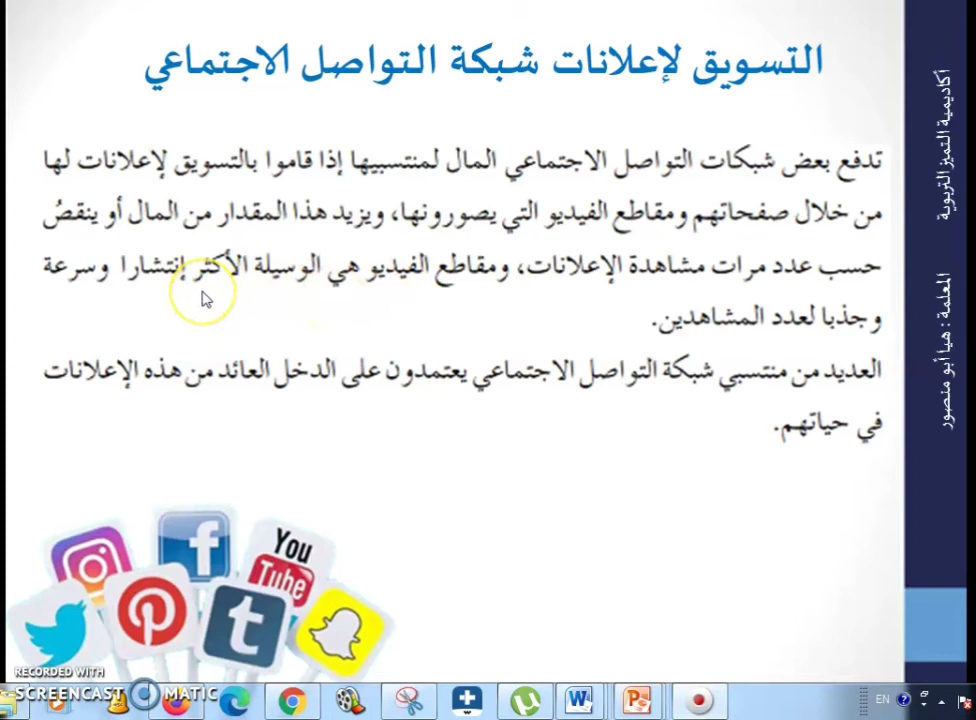 التسويق لإعلانات شبكة التواصل الاجتماعي
تدفع بعض شبكات التواصل الاجتماعي المال لمنتسبيها إذا قاموا بالتسويق لإعلانات لها
من خلال صفحاتهم ومقاطع الفيديو التي يصورونها، ويزيد هذا المقدار من المال أو ينقصُ
حسب عدد مرات مشاهدة الإعلانات، ومقاطع الفيديو هي الوسيلة الأكثر إنتشارا وسرعة
وجذبا لعدد المشاهدين.
العديد من منتسبي شبكة التواصل الاجتماعي يعتمدون على الدخل العائد من هذه الإعلانات
في حياتهم.
أكاديمية التميز التربوية
المعلمة : هيا أبو منصور
You
Tube
RECORDED WITH
SCREENCAST MATIC
EN